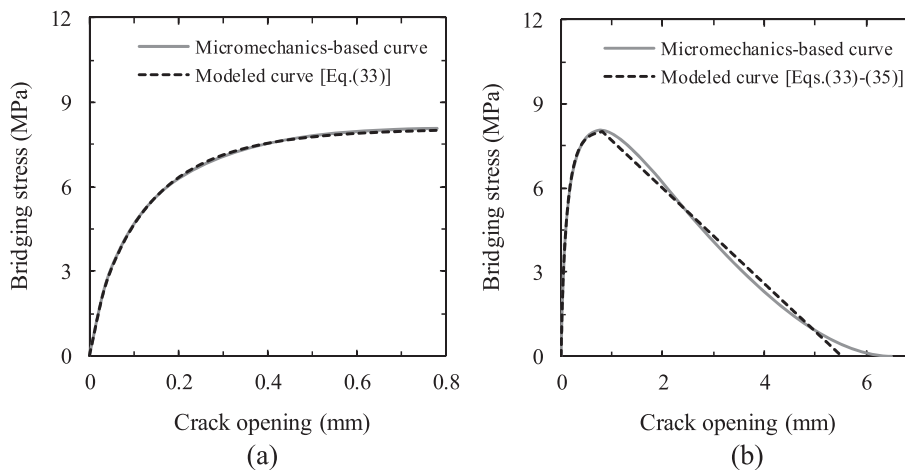 12
9
6
3
0
Bridging stress (MPa)
Micromechanics-based curve
Modeled curve [Eq.(33)]
0 0.2 0.4 0.6 0.8
Crack opening (mm)
(a)
12
9
6
3
0
Bridging stress (MPa)
Micromechanics-based curve
Modeled curve [Eqs.(33)-(35)]
0 2 4 6
Crack opening (mm)
(b)